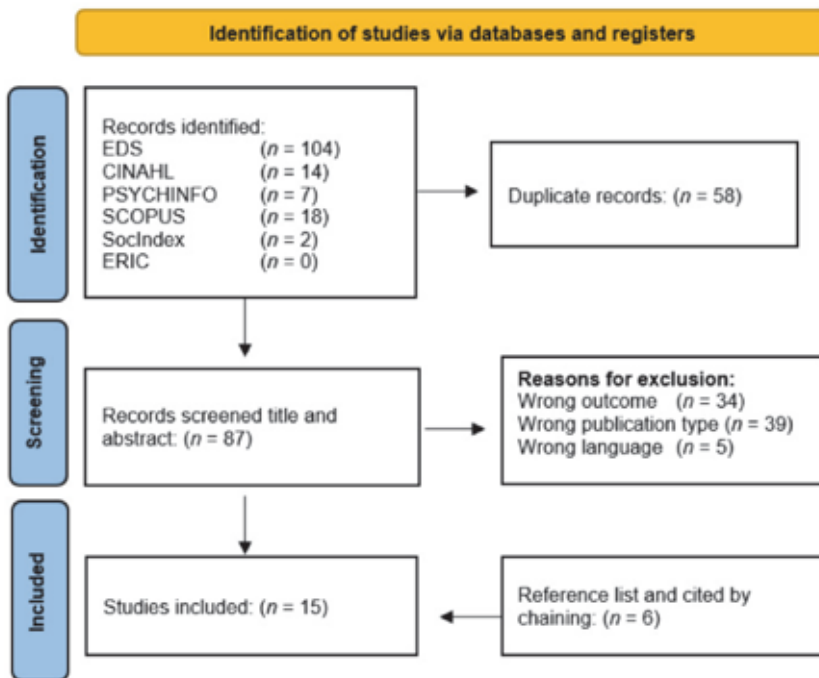 Identification of studies via databases and registers
Identification
Records identified:
EDS (n = 104)
CINAHL (n = 14)
PSYCHINFO (n = 7)
SCOPUS (n = 18)
SocIndex (n = 2)
ERIC (n = 0)
Duplicate records: (n = 58)
Screening
Records screened title and
abstract: (n = 87)
Reasons for exclusion:
Wrong outcome (n = 34)
Wrong publication type (n = 39)
Wrong language (n = 5)
Included
Studies included: (n = 15)
Reference list and cited by
chaining: (n = 6)